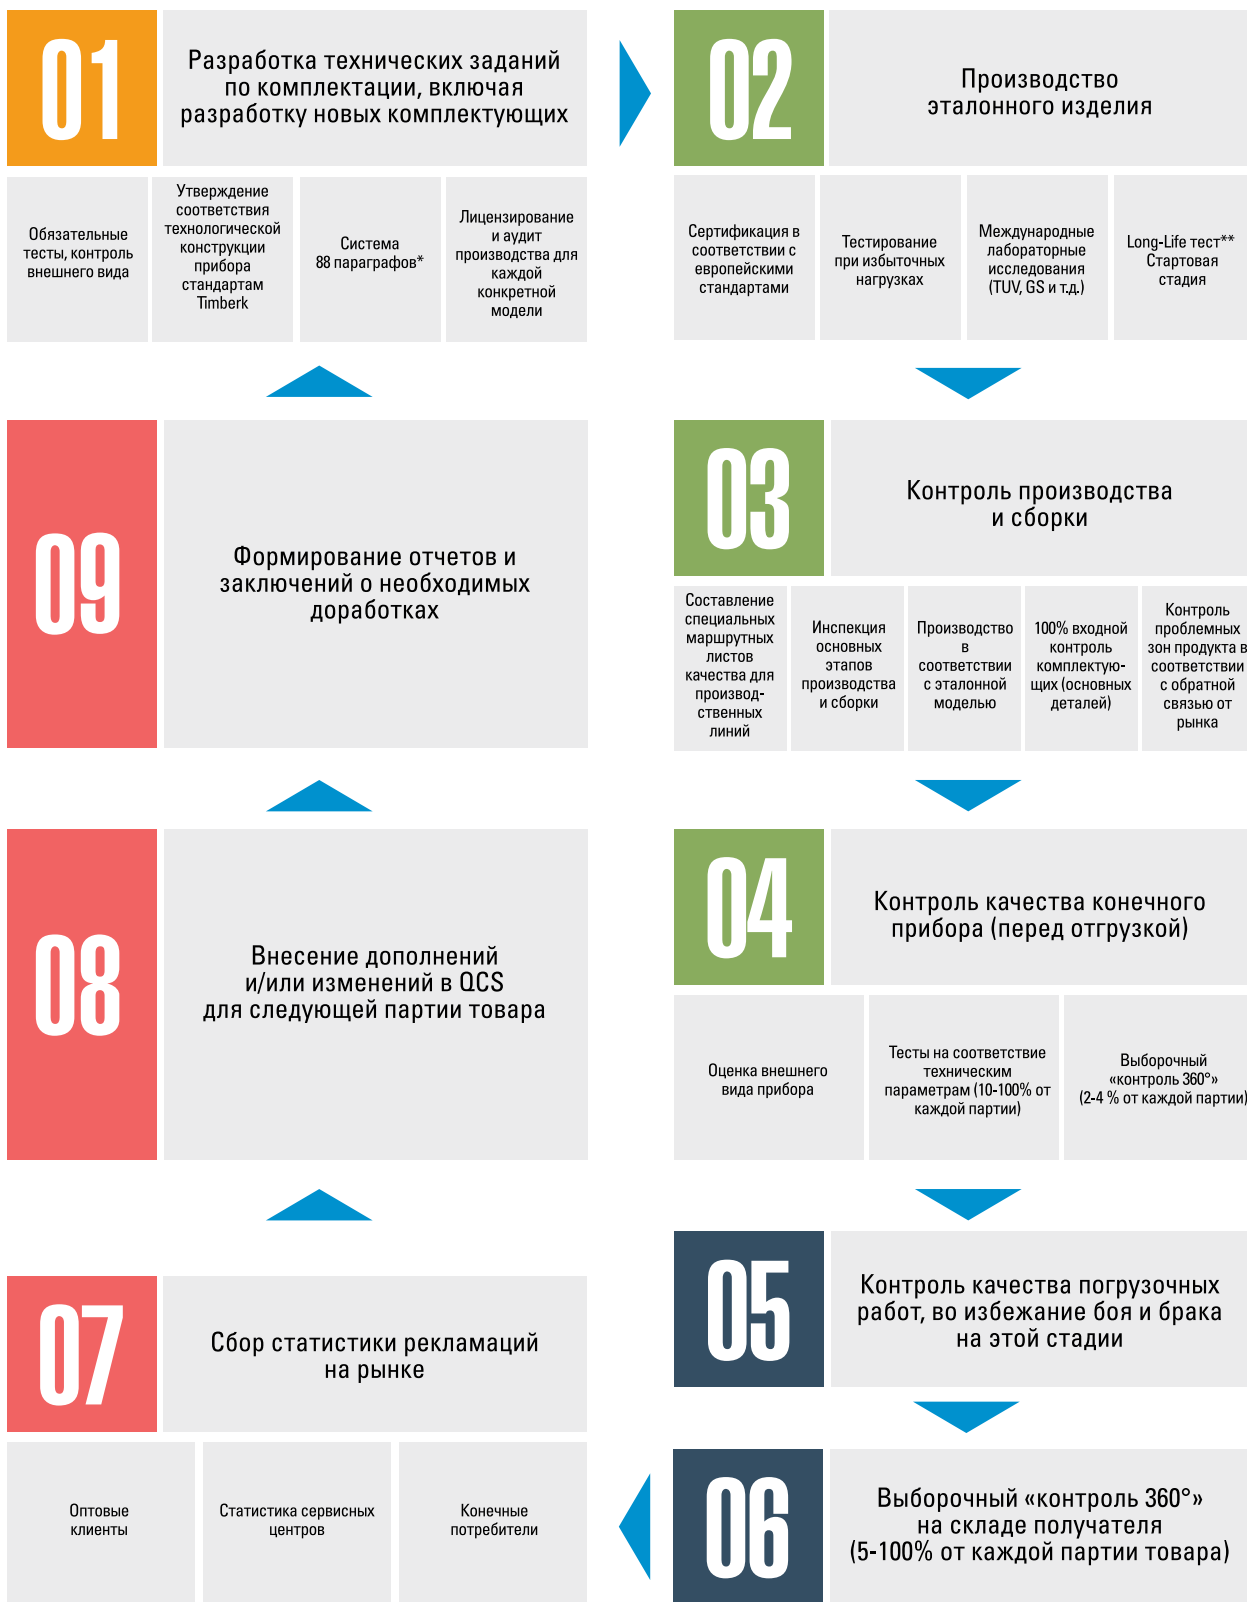 01
Разработка технических заданий
по комплектации, включая
разработку новых комплектующих
Обязательные
тесты, контроль
внешнего вида
Утверждение
соответствия
технологической
конструкции
прибора
стандартам
Timberk
Система
88 параграфов*
Лицензирование
и аудит
производства для
каждой
конкретной
модели
02
Производство
эталонного изделия
Сертификация в
соответствии с
европейскими
стандартами
Тестирование
при избыточных
нагрузках
Международные
лабораторные
исследования
(TUV, GS и т.д.)
Long-Life тест**
Стартовая
стадия
03
Контроль производства
и сборки
Составление
специальных
маршрутных
листов
качества для
производ-
ственных
линий
Инспекция
основных
этапов
производства
и сборки
Производство
в
соответствии
с эталонной
моделью
100% входной
контроль
комплектую-
щих (основных
деталей)
Контроль
проблемных
зон продукта в
соответствии
с обратной
связью от
рынка
04
Контроль качества конечного
прибора (перед отгрузкой)
Оценка внешнего
вида прибора
Тесты на соответствие
техническим
параметрам (10-100% от
каждой партии)
Выборочный
«контроль 360°»
(2-4 % от каждой партии)
05
Контроль качества погрузочных
работ, во избежание боя и брака
на этой стадии
06
Выборочный «контроль 360°»
на складе получателя
(5-100% от каждой партии товара)
07
Сбор статистики рекламаций
на рынке
Оптовые
клиенты
Статистика сервисных
центров
Конечные
потребители
08
Внесение дополнений
и/или изменений в QCS
для следующей партии товара
09
Формирование отчетов и
заключений о необходимых
доработках